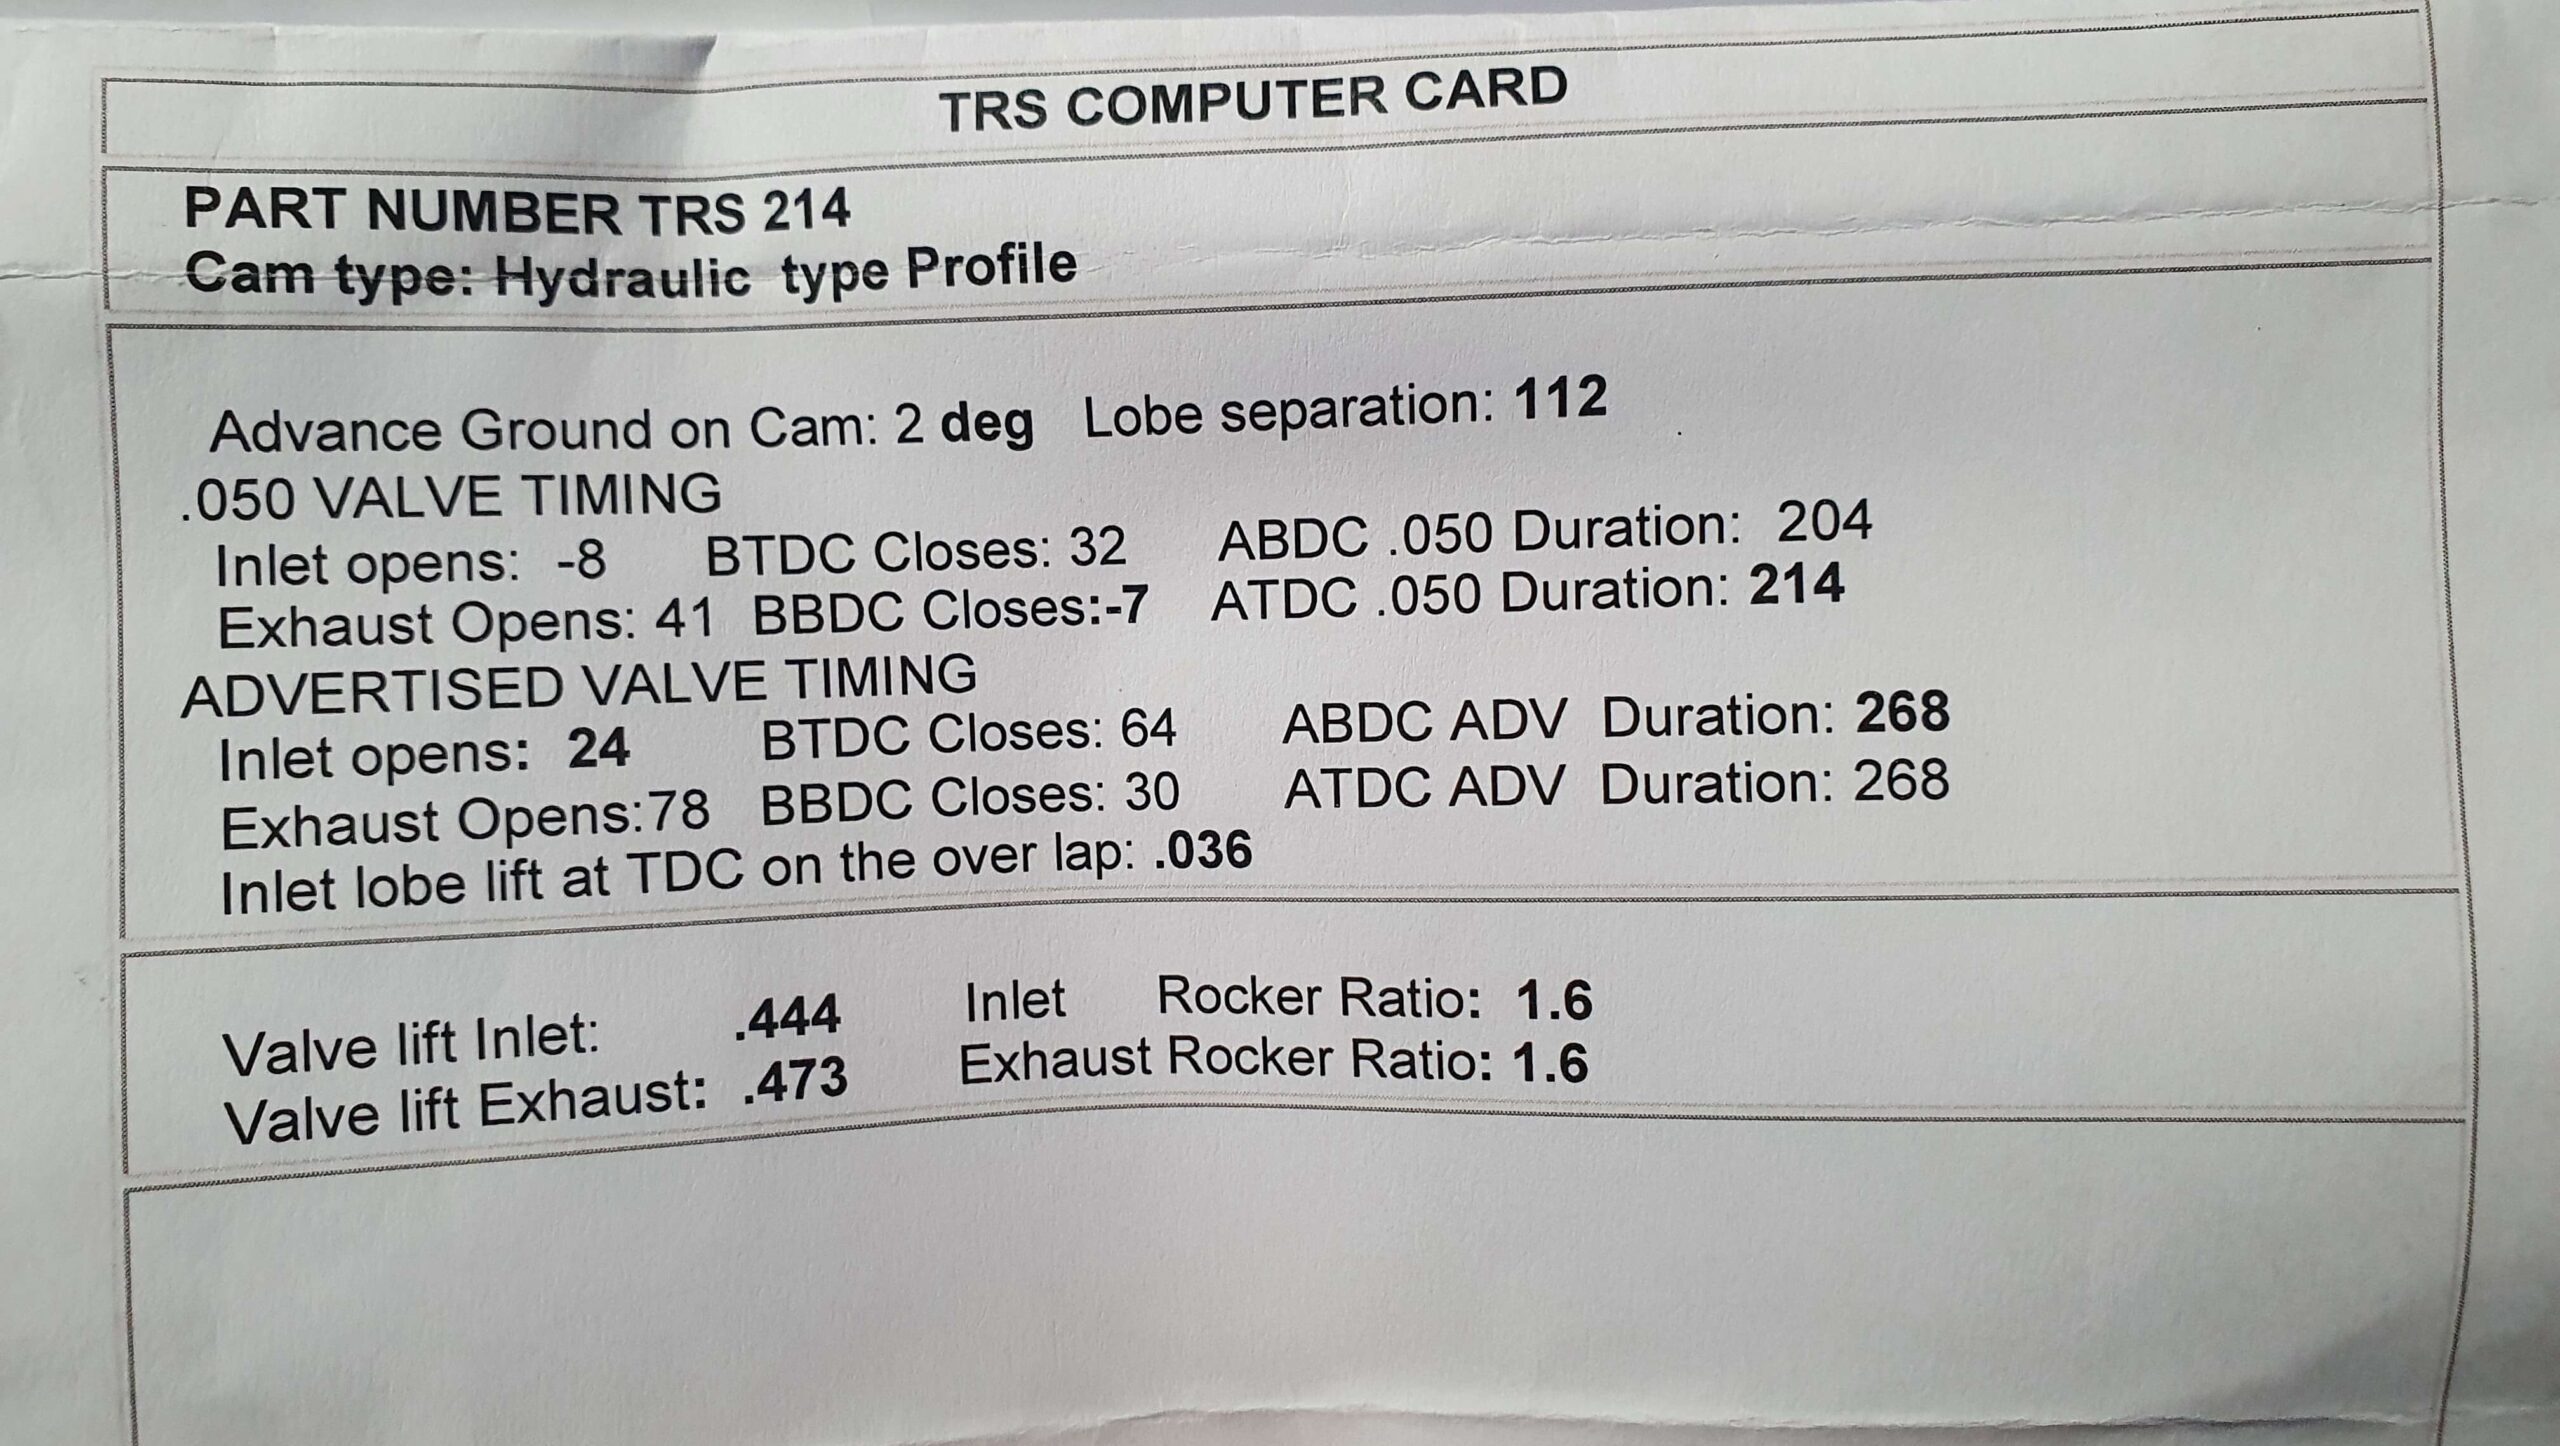 TRS COMPUTER CARD
PART NUMBER TRS 214
Cam type: Hydraulic type Profile
Advance Ground on Cam: 2 deg Lobe separation: 112
.050 VALVE TIMING
Inlet opens: -8 BTDC Closes: 32 ABDC .050 Duration: 204
Exhaust Opens: 41 BBDC Closes:-7 ATDC .050 Duration: 214
ADVERTISED VALVE TIMING
Inlet opens: 24 BTDC Closes: 64 ABDC ADV Duration: 268
Exhaust Opens:78 BBDC Closes: 30 ATDC ADV Duration: 268
Inlet lobe lift at TDC on the over lap: .036
Valve lift Inlet: .444 Inlet Rocker Ratio: 1.6
Valve lift Exhaust: .473 Exhaust Rocker Ratio: 1.6